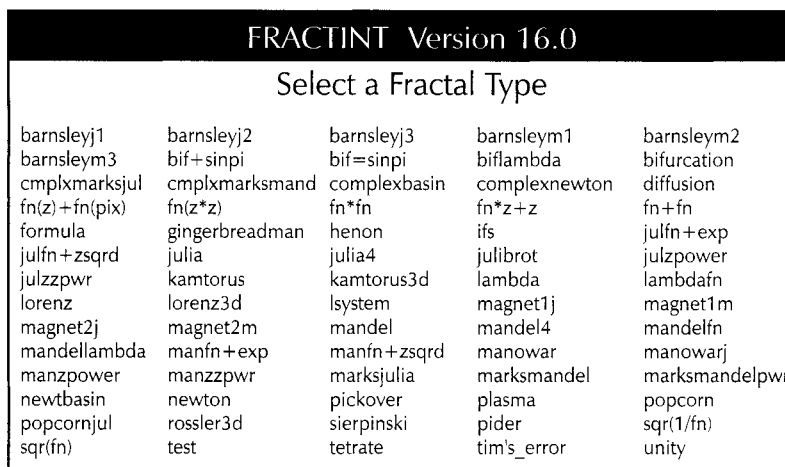 FRACTINT Version 16.0
Select a Fractal Type
barnsleyj1 barnsleyj2 barnsleyj3 barnsleym1 barnsleym2
barnsleym3 bif+sinpi bif=sinpi biflambda bifurcation
cmplxmarksjul cmplxmarksmand complexbasin complexnewton diffusion
fn(z)+fn(pix) fn(z*z) fn*fn fn*z+z fn+fn
formula gingerbreadman henon ifs julfn+exp
julfn+zsqrd julia julia4 julibrot julzpower
julzzpwr kamtorus kamtorus3d lambda lambdafn
lorenz lorenz3d lsystem magnet1j magnet1m
magnet2j magnet2m mandel mandel4 mandelfn
mandellambda manfn+exp manfn+zsqrd manowar manowarj
manzpower manzzpwr marksjulia marksmandel marksmandelpwr
newtbasin newton pickover plasma popcorn
popcornjul rossler3d sierpinski pider sqr(1/fn)
sqr(fn) test tetrate tim's_error unity